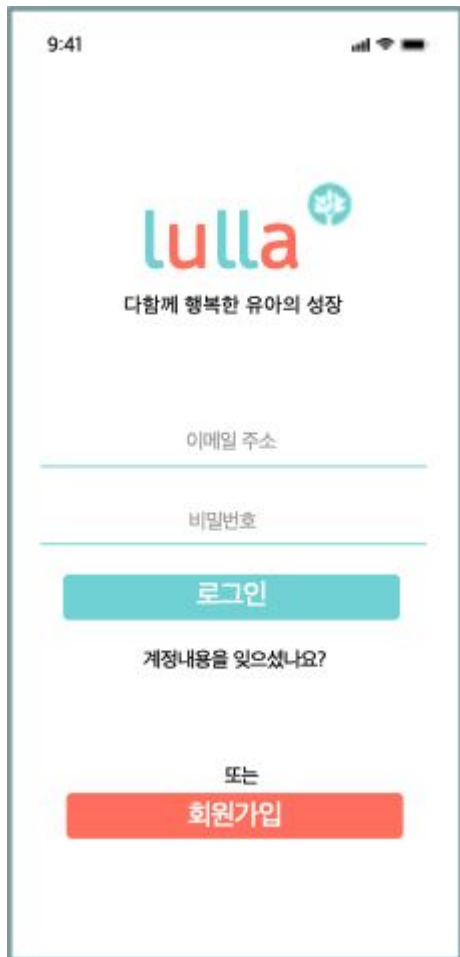 9:41
lulla
다함께 행복한 유아의 성장
이메일 주소
비밀번호
로그인
계정내용을 잊으셨나요?
또는
회원가입